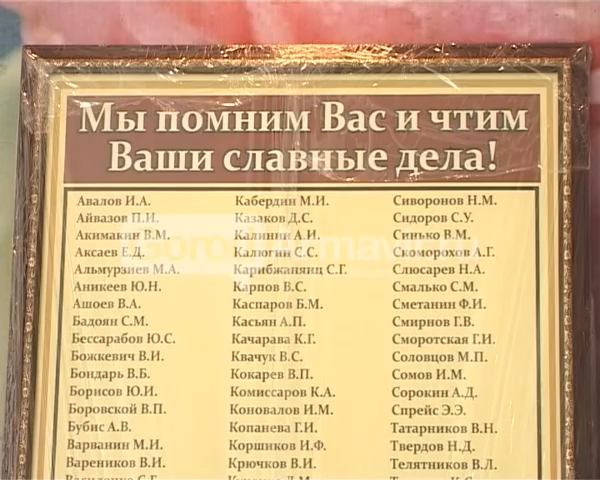 Мы помним Вас и чтим
Ваши славные дела!
Авалов И.А.
Айвазов П.И.
Акимакин В.М.
Аксаев Е.Д.
Альмурзиев М.А.
Аникеев Ю.Н.
Ашоев В.А.
Бадоян С.М.
Бессарабов Ю.С.
Божкевич В.И.
Бондарь В.Б.
Борисов Ю.И.
Боровской В.П.
Бубис А.В.
Варванин М.И.
Вареников В.И.
Кабердин М.И.
Казаков Д.С.
Калинин А.И.
Калюгин С.С.
Карибжанянц С.Г.
Карпов В.С.
Каспаров Б.М.
Касьян А.П.
Качарава К.Г.
Квачук В.С.
Кокарев В.П.
Комиссаров К.А.
Коновалов И.М.
Копанева Г.И.
Коршиков И.Ф.
Крючков В.И.
Сиворонов Н.М.
Сидоров С.У.
Синько В.М.
Скоморохов А.Г.
Слюсарев Н.А.
Смалько С.М.
Сметанин Ф.И.
Смирнов Г.В.
Сморотская Г.И.
Соловцов М.П.
Сомов И.М.
Сорокин А.Д.
Спрейс Э.Э.
Татарников В.Н.
Твердов Н.Д.
Телятников В.Л.